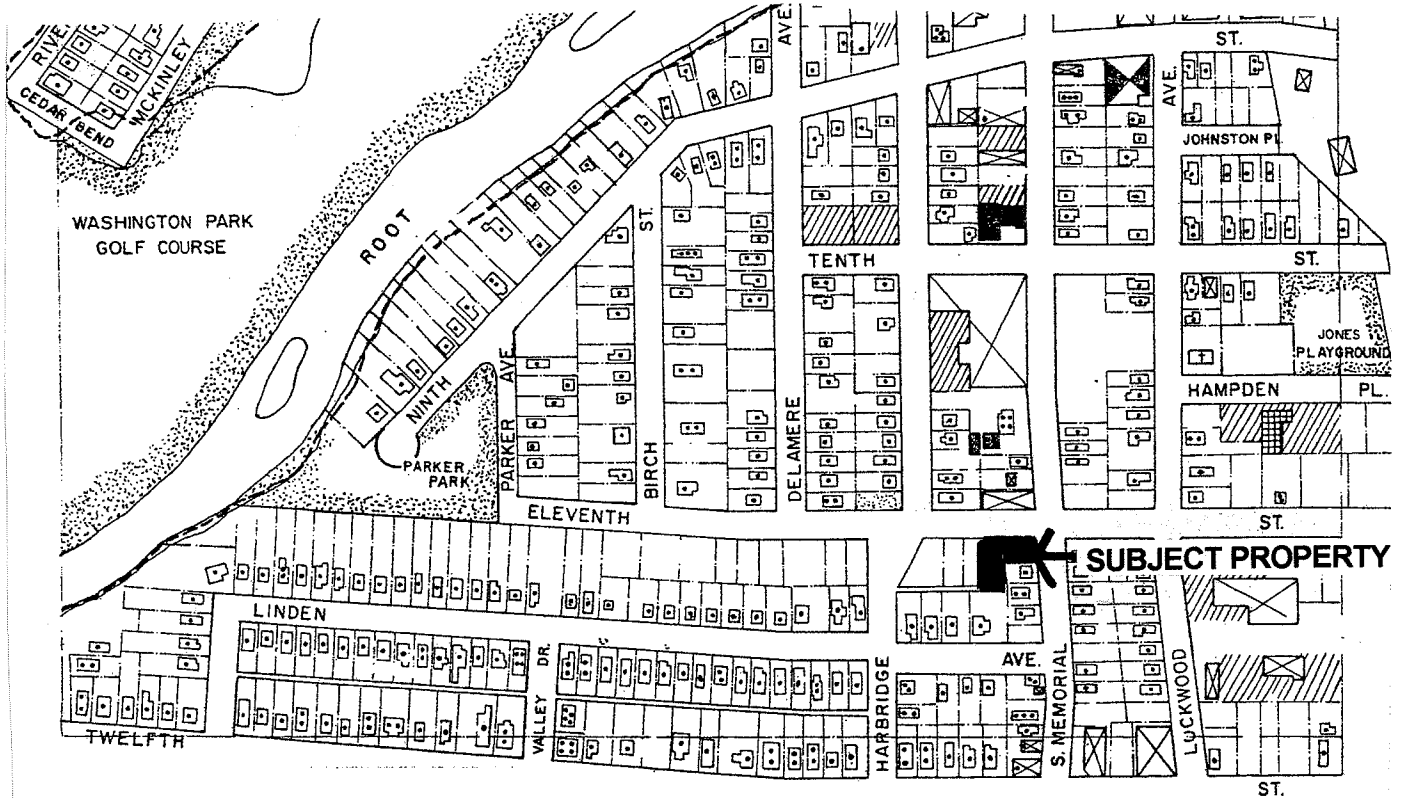 AVE.
ST.
RIVER
MCKINLEY
CEDAR BEND
AVE.
JOHNSTON PL.
WASHINGTON PARK
GOLF COURSE
ROOT
ST.
TENTH
ST.
JONES
PLAYGROUND
HAMPDEN
PL.
PARKER AVE.
NINTH
DELAMERE
BIRCH
PARKER
PARK
ELEVENTH
ST.
SUBJECT PROPERTY
LINDEN
DR.
AVE.
VALLEY
HARBRIDGE
S. MEMORIAL
LUCKWOOD
TWELFTH
ST.